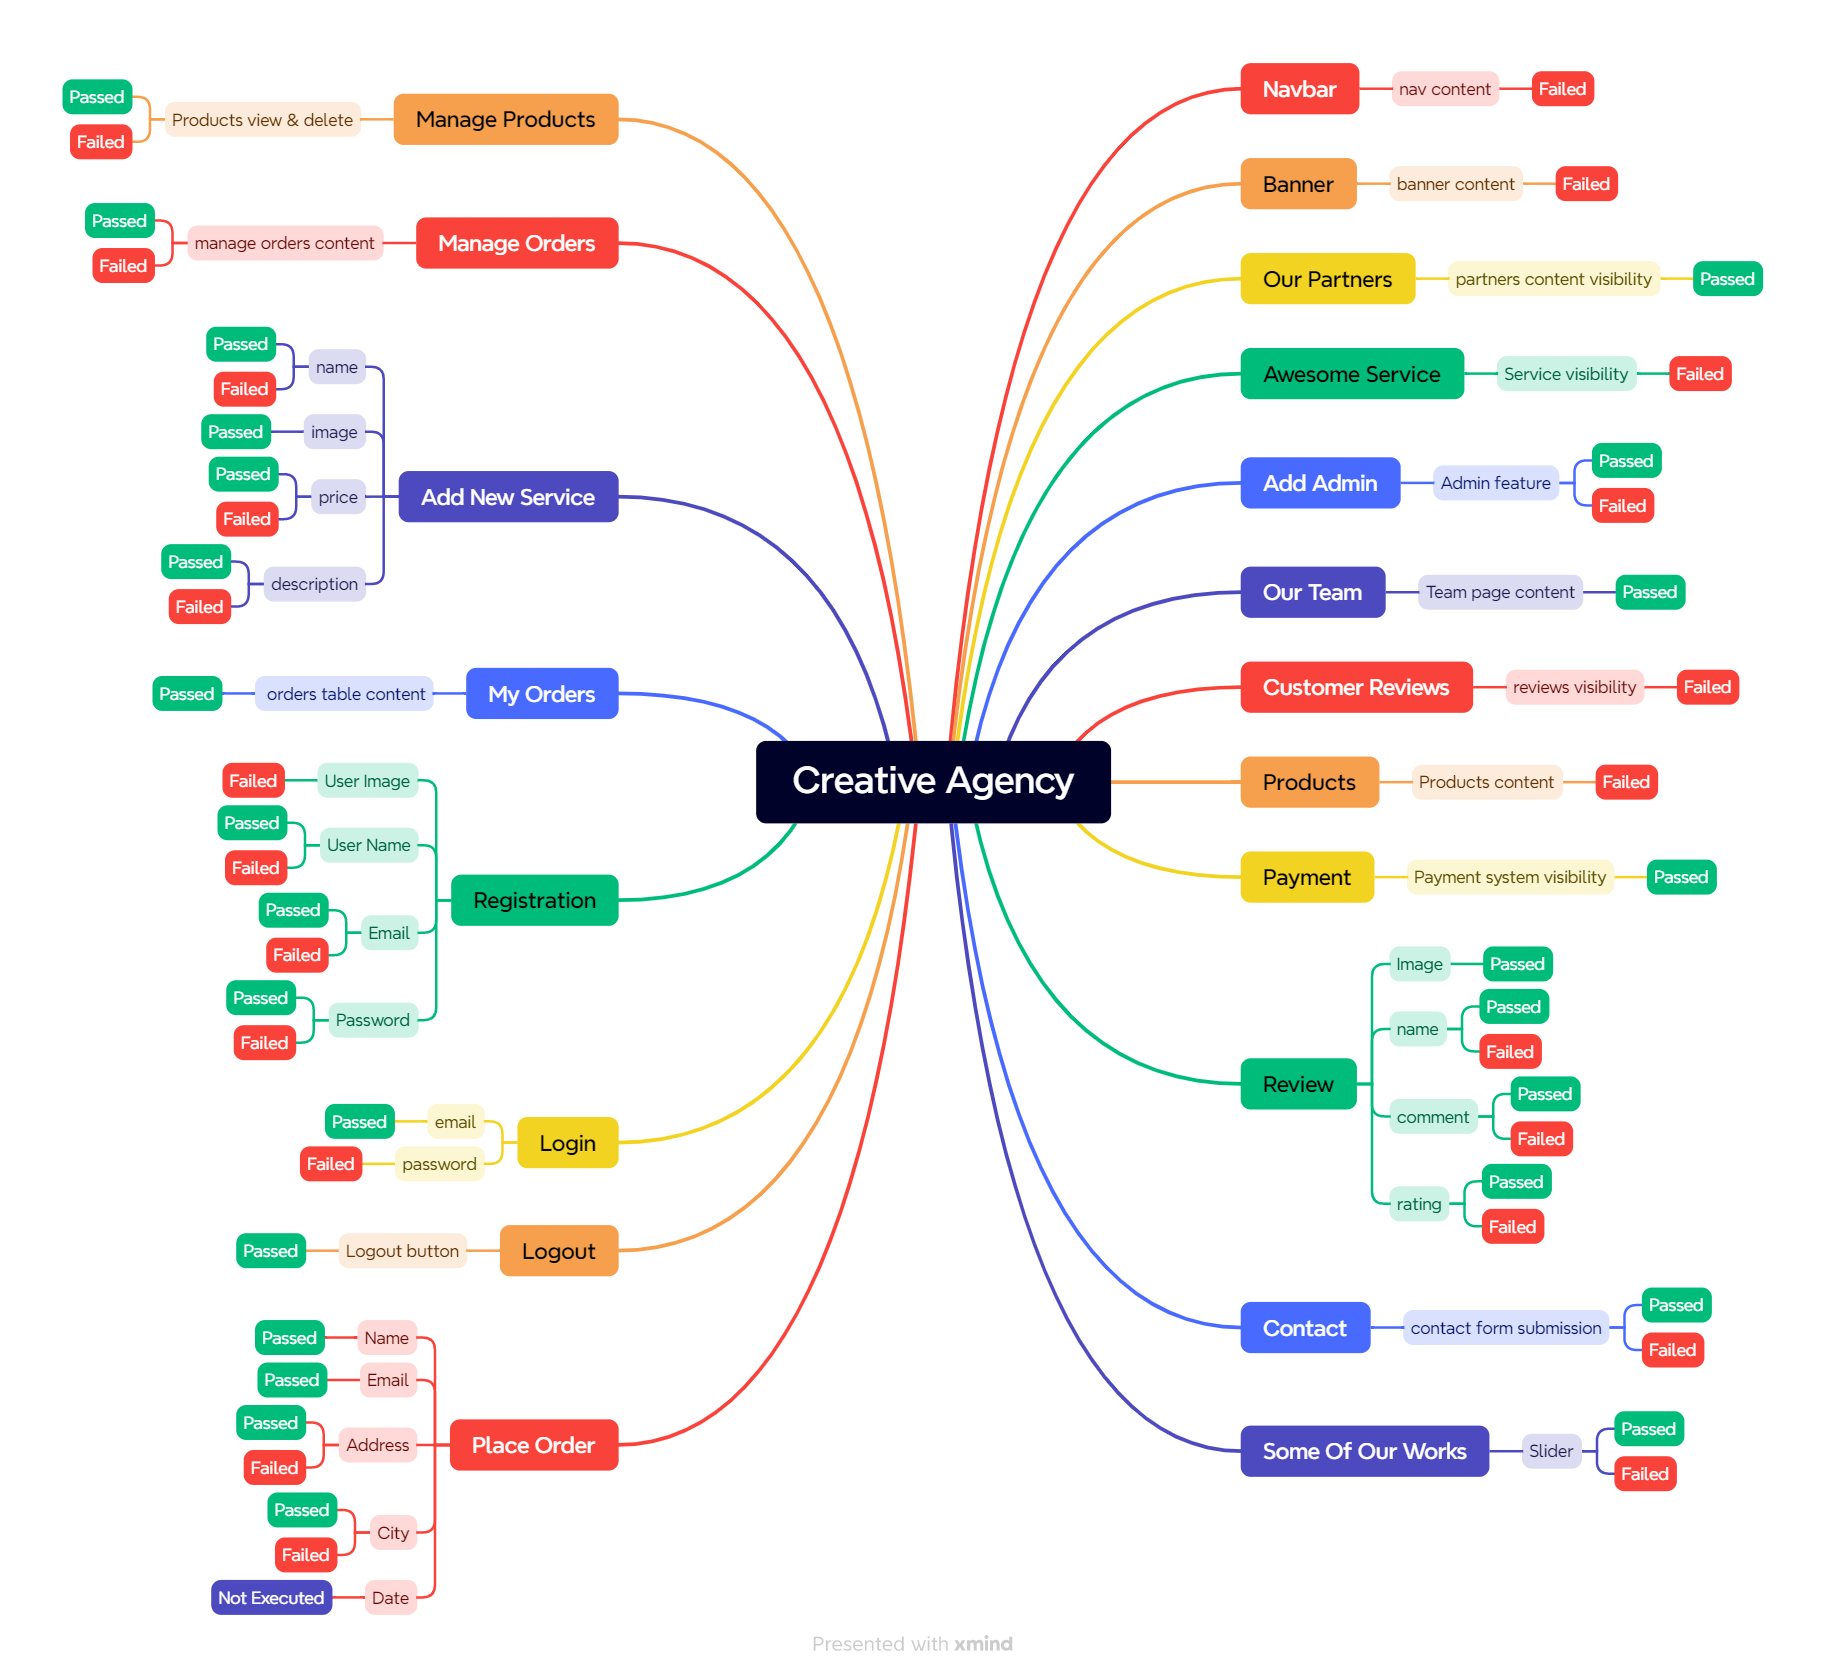 Creative Agency
Navbar
nav content
Failed
Banner
banner content
Failed
Our Partners
partners content visibility
Passed
Awesome Service
Service visibility
Failed
Add Admin
Admin feature
Passed
Failed
Our Team
Team page content
Passed
Customer Reviews
reviews visibility
Failed
Products
Products content
Failed
Payment
Payment system visibility
Passed
Review
Image
Passed
name
Passed
Failed
comment
Passed
Failed
rating
Passed
Failed
Contact
contact form submission
Passed
Failed
Some Of Our Works
Slider
Passed
Failed
Manage Products
Products view & delete
Passed
Failed
Manage Orders
manage orders content
Passed
Failed
Add New Service
name
Passed
Failed
image
Passed
price
Passed
Failed
description
Passed
Failed
My Orders
orders table content
Passed
Registration
User Image
Failed
User Name
Passed
Failed
Email
Passed
Failed
Password
Passed
Failed
Login
email
Passed
password
Failed
Logout
Logout button
Passed
Place Order
Name
Passed
Email
Passed
Address
Passed
Failed
City
Passed
Failed
Date
Not Executed
Presented with xmind